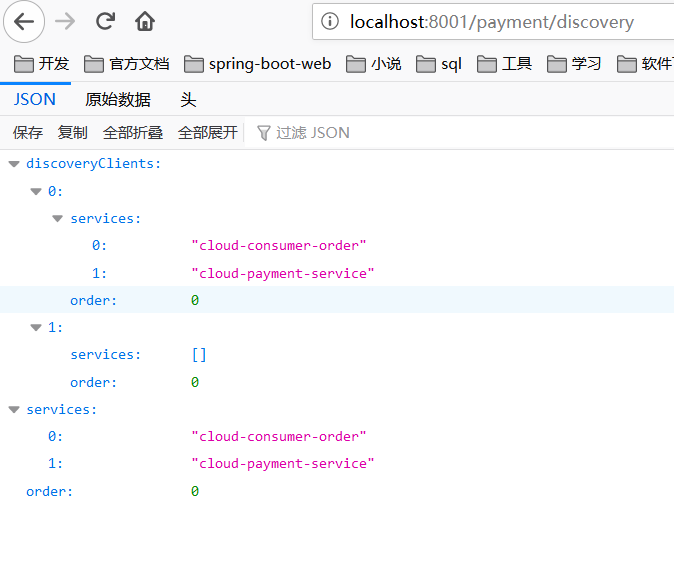 localhost:8001/payment/discovery
开发 官方文档 spring-boot-web 小说 sql 工具 学习 软件
JSON 原始数据 头
保存 复制 全部折叠 全部展开 过滤 JSON
discoveryClients:
0:
services:
0: "cloud-consumer-order"
1: "cloud-payment-service"
order: 0
1:
services: []
order: 0
services:
0: "cloud-consumer-order"
1: "cloud-payment-service"
order: 0